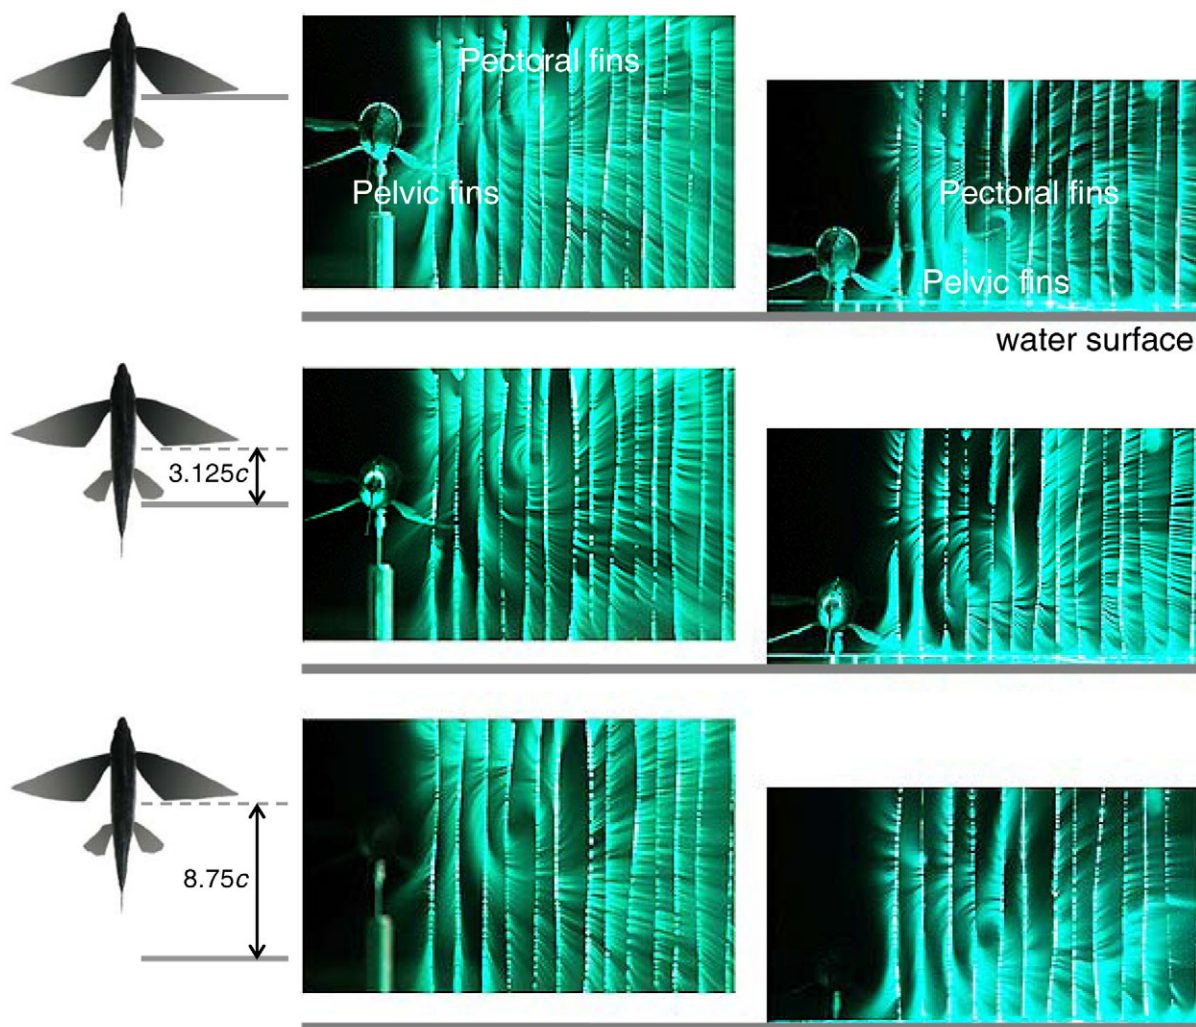 Pectoral fins
Pelvic fins
Pectoral fins
Pelvic fins
water surface
3.125c
8.75c